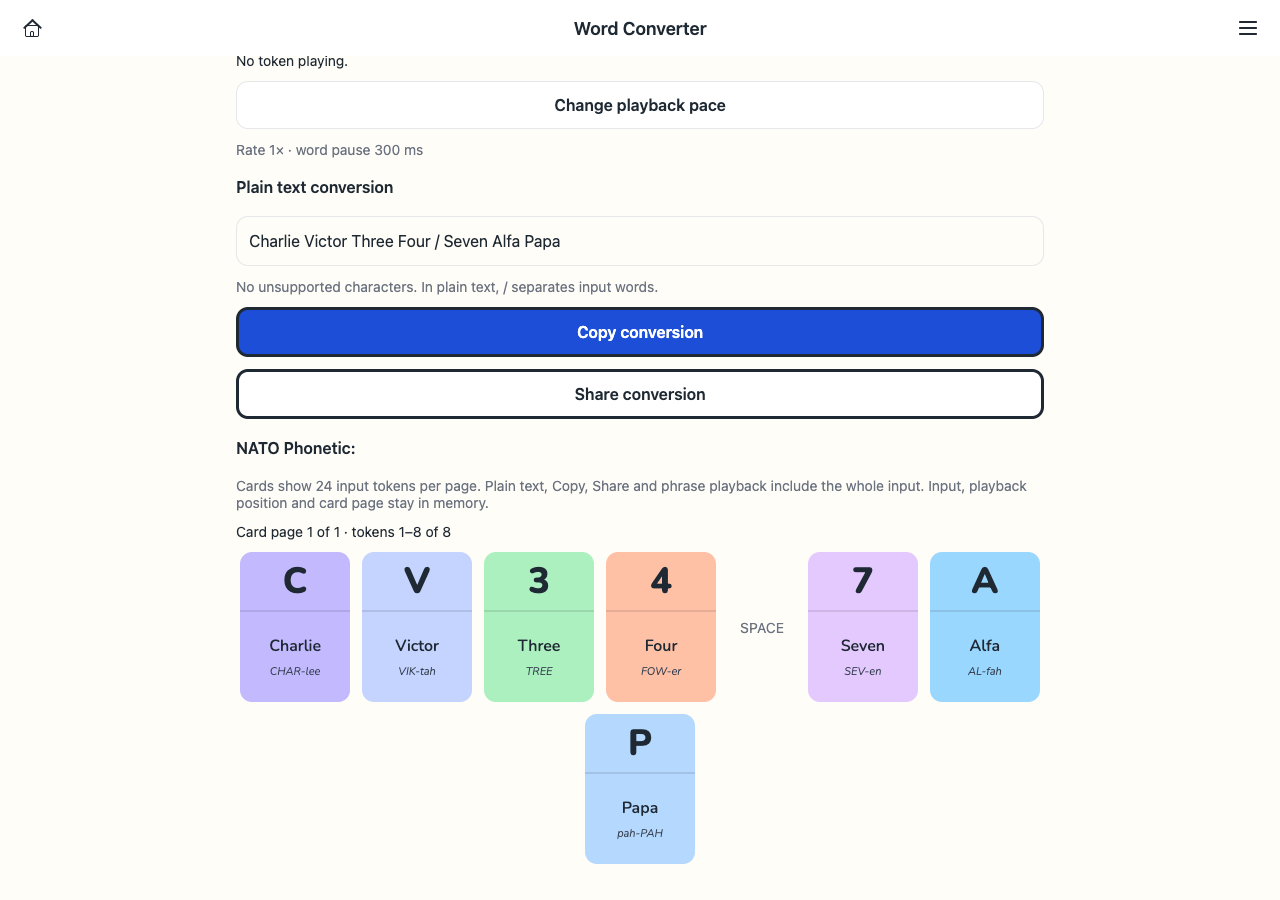 Word Converter
No token playing.
Change playback pace
Rate 1× · word pause 300 ms
Plain text conversion
Charlie Victor Three Four / Seven Alfa Papa
No unsupported characters. In plain text, / separates input words.
Copy conversion
Share conversion
NATO Phonetic:
Cards show 24 input tokens per page. Plain text, Copy, Share and phrase playback include the whole input. Input, playback
position and card page stay in memory.
Card page 1 of 1 · tokens 1–8 of 8
C V 3 4 7 A
SPACE
Charlie Victor Three Four Seven Alfa
CHAR-lee VIK-tah TREE FOW-er SEV-en AL-fah
P
Papa
pah-PAH